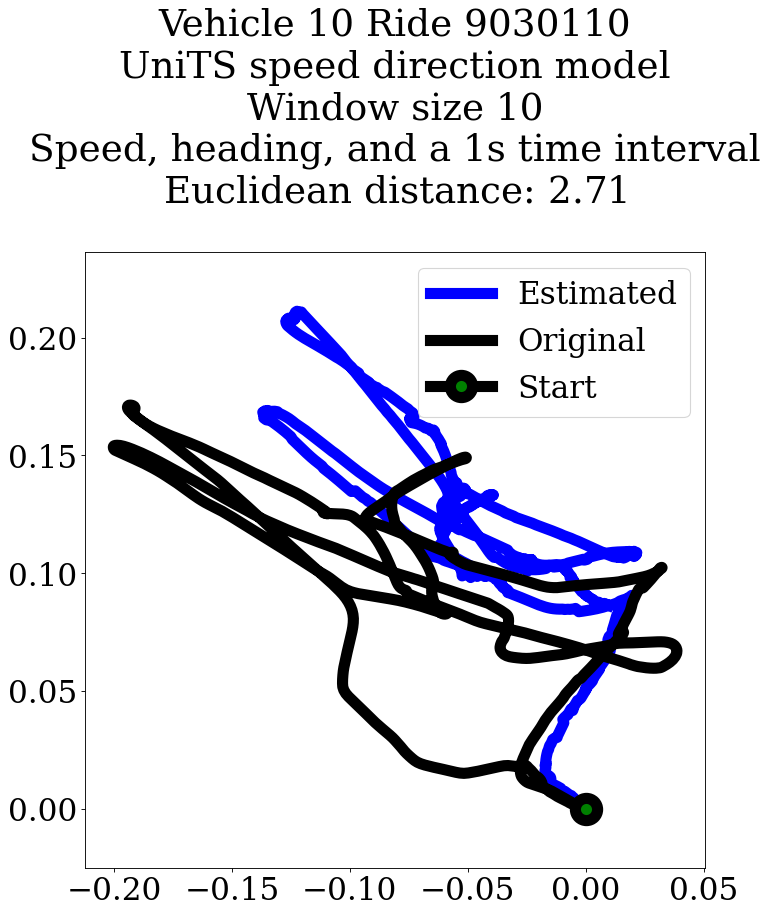 Vehicle 10 Ride 9030110
UniTS speed direction model
Window size 10
Speed, heading, and a 1s time interval
Euclidean distance: 2.71
Estimated
Original
Start
0.20
0.15
0.10
0.05
0.00
−0.20 −0.15 −0.10 −0.05 0.00 0.05